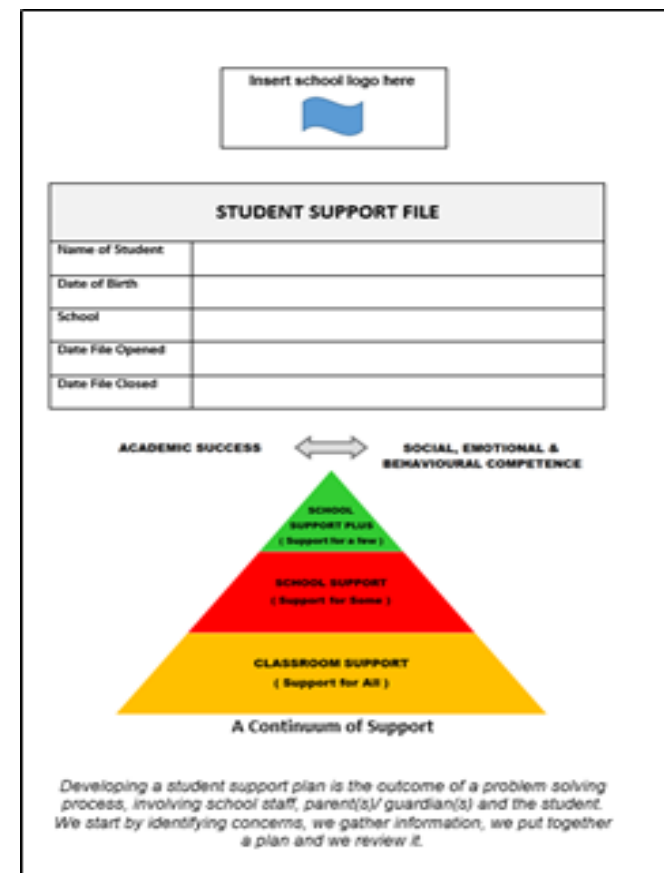 Insert school logo here
STUDENT SUPPORT FILE
Name of Student
Date of Birth
School
Date File Opened
Date File Closed
ACADEMIC SUCCESS
SOCIAL, EMOTIONAL &
BEHAVIOURAL COMPETENCE
SCHOOL
SUPPORT PLUS
( Support for a few )
SCHOOL SUPPORT
( Support for Some )
CLASSROOM SUPPORT
( Support for All )
A Continuum of Support
Developing a student support plan is the outcome of a problem solving
process, involving school staff, parent(s)/ guardian(s) and the student.
We start by identifying concerns, we gather information, we put together
a plan and we review it.